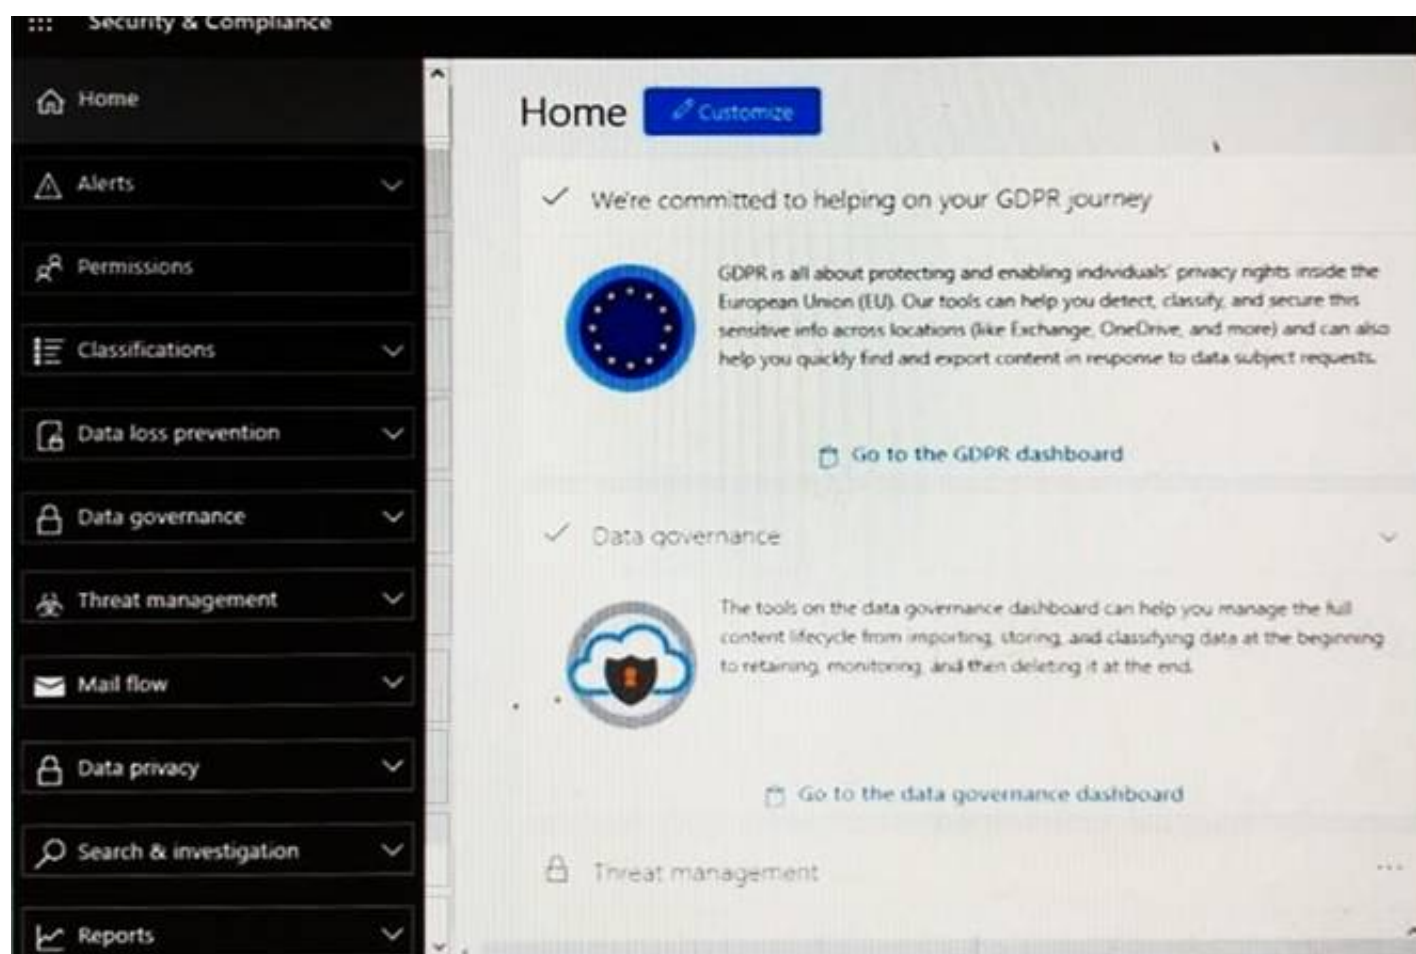 Security & Compliance
Home
Alerts
Permissions
Classifications
Data loss prevention
Data governance
Threat management
Mail flow
Data privacy
Search & investigation
Reports
Home
Customize
We're committed to helping on your GDPR journey
GDPR is all about protecting and enabling individuals' privacy rights inside the
European Union (EU). Our tools can help you detect, classify, and secure this
sensitive info across locations (like Exchange, OneDrive, and more) and can also
help you quickly find and export content in response to data subject requests.
Go to the GDPR dashboard
Data governance
The tools on the data governance dashboard can help you manage the full
content lifecycle from importing, storing, and classifying data at the beginning
to retaining, monitoring, and then deleting it at the end.
Go to the data governance dashboard
Threat management